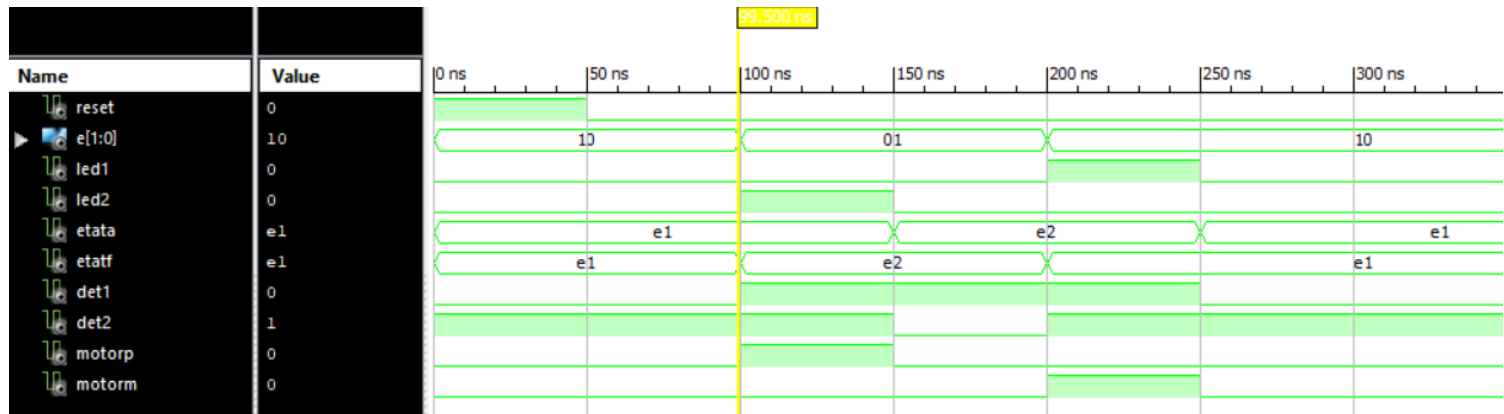 99.500 ns
Name Value 0 ns 50 ns 100 ns 150 ns 200 ns 250 ns 300 ns
reset 0
e[1:0] 10 10 01 10
led1 0
led2 0
etata e1 e1 e2 e1
etatf e1 e1 e2 e1
det1 0
det2 1
motorp 0
motorm 0